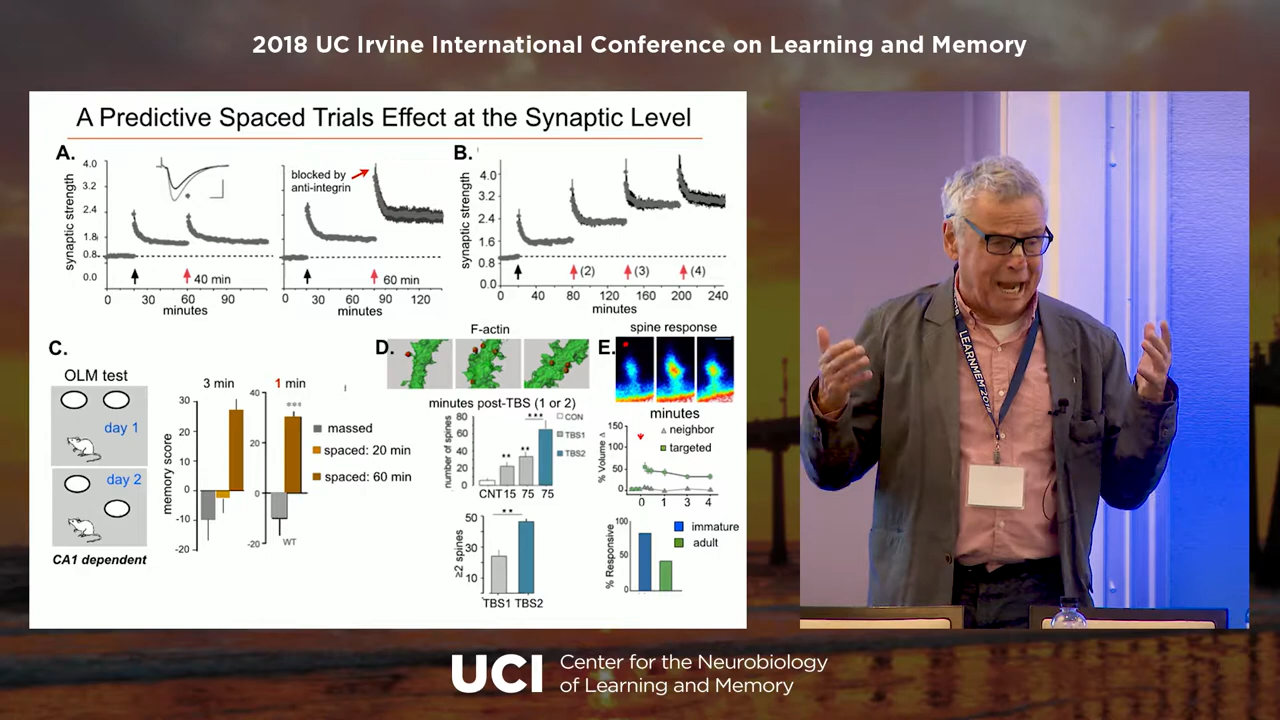 2018 UC Irvine International Conference on Learning and Memory
A Predictive Spaced Trials Effect at the Synaptic Level
A.
synaptic strength
4.0
3.2
2.4
1.8
0.8
0.0
40 min
0 30 60 90
minutes
blocked by
anti-integrin
60 min
0 30 60 90 120
minutes
B.
synaptic strength
4.0
3.2
2.4
1.6
0.8
0.0
(2) (3) (4)
0 40 80 120 160 200 240
minutes
C.
OLM test
day 1
day 2
CA1 dependent
3 min
memory score
30
20
10
0
-10
-20
1 min
40
20
0
-20
***
WT
massed
spaced: 20 min
spaced: 60 min
D.
F-actin
minutes post-TBS (1 or 2)
number of spines
80
60
40
20
0
**
**
***
CON
TBS1
TBS2
CNT 15 75 75
≥2 spines
50
30
10
**
TBS1 TBS2
E.
spine response
minutes
% Volume Δ
150
100
50
0
neighbor
targeted
0 1 3 4
% Responsive
100
50
0
immature
adult
LEARNMEM 2018
UCI
Center for the Neurobiology
of Learning and Memory